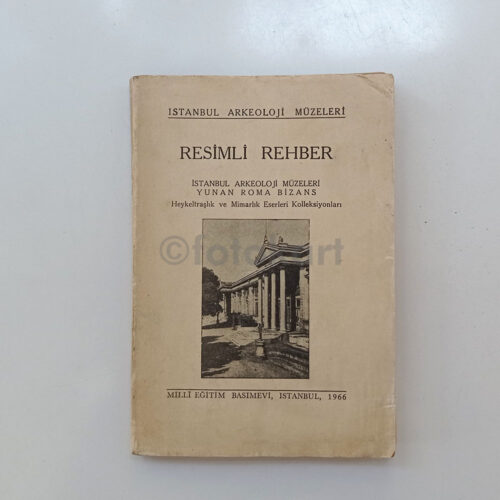 ISTANBUL ARKEOLOJİ MÜZELERİ
RESİMLİ REHBER
İSTANBUL ARKEOLOJİ MÜZELERİ
YUNAN ROMA BİZANS
Heykeltraşlık ve Mimarlık Eserleri Kolleksiyonları
MİLLİ EĞİTİM BASIMEVİ, ISTANBUL, 1966